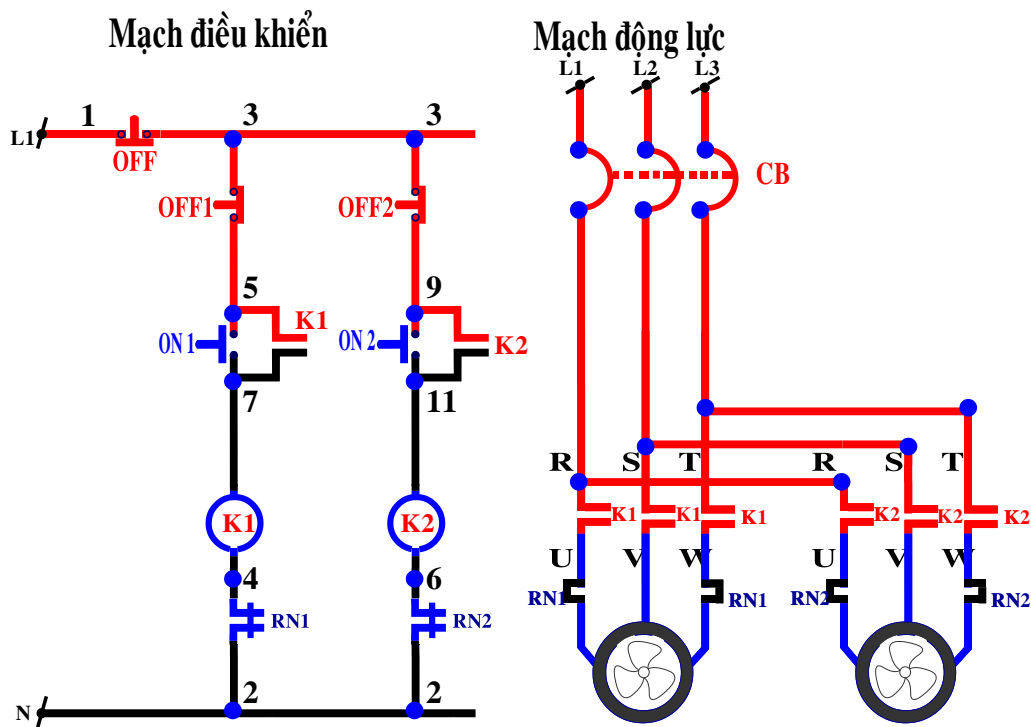 Mạch điều khiển
Mạch động lực
L1 L2 L3
1 3 3
L1
OFF
CB
OFF1 OFF2
5 9
K1
ON 1 ON 2 K2
7 11
R S T R S T
K1 K1 K1 K2 K2 K2
K1 K2
U V W U V W
4 6
RN1 RN1 RN2 RN2
RN1 RN2
2 2
N